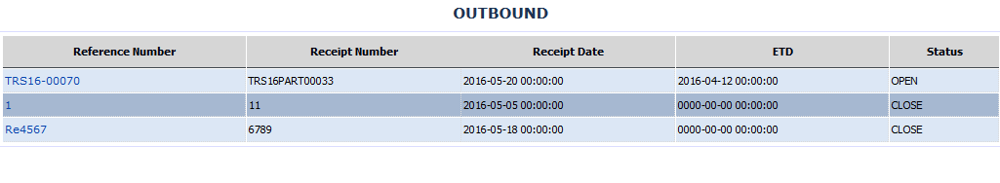 OUTBOUND
Reference Number Receipt Number Receipt Date ETD Status
TRS16-00070 TRS16PART00033 2016-05-20 00:00:00 2016-04-12 00:00:00 OPEN
1 11 2016-05-05 00:00:00 0000-00-00 00:00:00 CLOSE
Re4567 6789 2016-05-18 00:00:00 0000-00-00 00:00:00 CLOSE